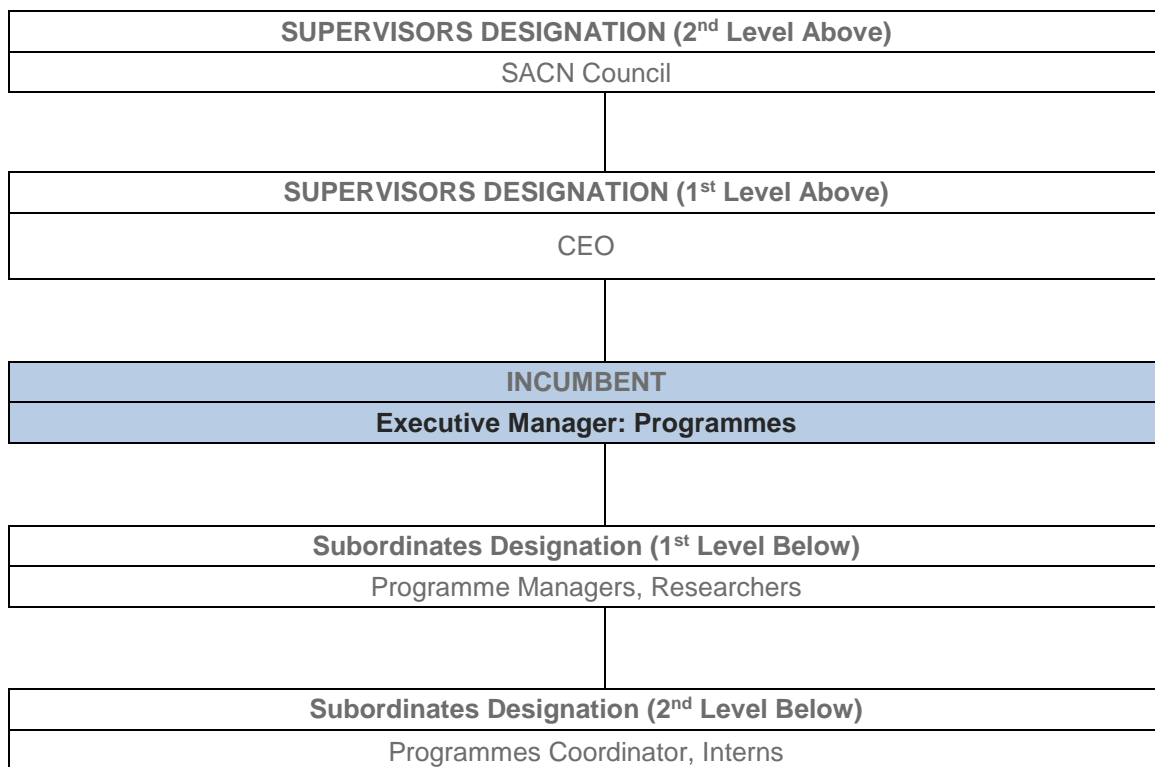 SUPERVISORS DESIGNATION (2nd Level Above)
SACN Council
SUPERVISORS DESIGNATION (1st Level Above)
CEO
INCUMBENT
Executive Manager: Programmes
Subordinates Designation (1st Level Below)
Programme Managers, Researchers
Subordinates Designation (2nd Level Below)
Programmes Coordinator, Interns